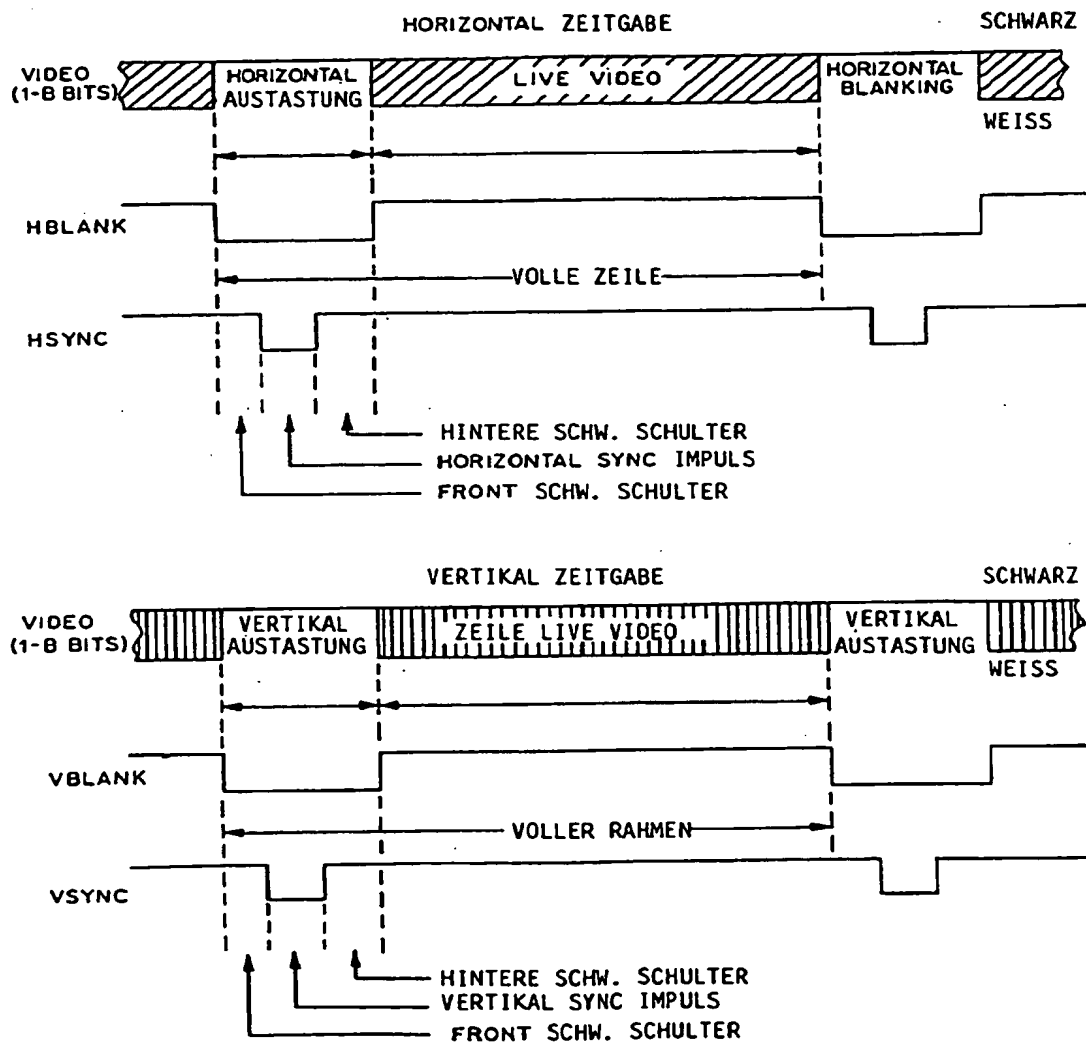 HORIZONTAL ZEITGABE
SCHWARZ
VIDEO
(1-8 BITS)
HORIZONTAL
AUSTASTUNG
LIVE VIDEO
HORIZONTAL
BLANKING
WEISS
HBLANK
VOLLE ZEILE
HSYNC
HINTERE SCHW. SCHULTER
HORIZONTAL SYNC IMPULS
FRONT SCHW. SCHULTER
VERTIKAL ZEITGABE
SCHWARZ
VIDEO
(1-8 BITS)
VERTIKAL
AUSTASTUNG
ZEILE LIVE VIDEO
VERTIKAL
AUSTASTUNG
WEISS
VBLANK
VOLLER RAHMEN
VSYNC
HINTERE SCHW. SCHULTER
VERTIKAL SYNC IMPULS
FRONT SCHW. SCHULTER